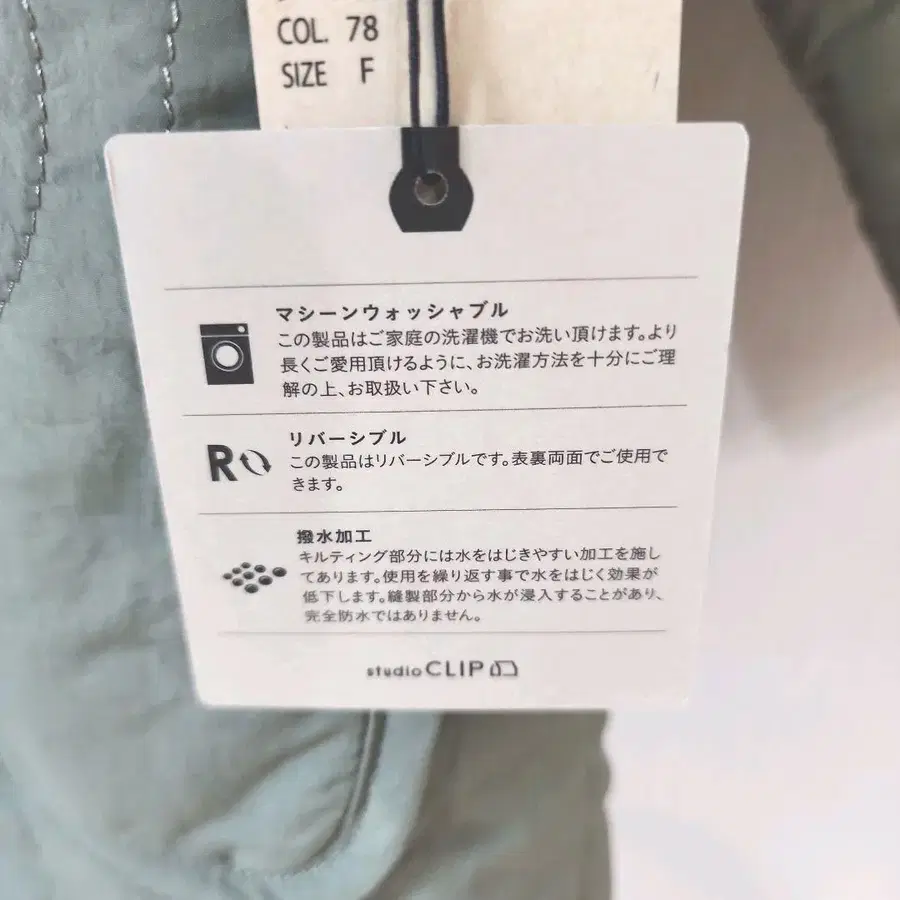 COL. 78
SIZE F
マシーンウォッシャブル
この製品はご家庭の洗濯機でお洗い頂けます。より
長くご愛用頂けるように、お洗濯方法を十分にご理
解の上、お取扱い下さい。
R
リバーシブル
この製品はリバーシブルです。表裏両面でご使用で
きます。
撥水加工
キルティング部分には水をはじきやすい加工を施し
てあります。使用を繰り返す事で水をはじく効果が
低下します。縫製部分から水が浸入することがあり、
完全防水ではありません。
studio CLIP